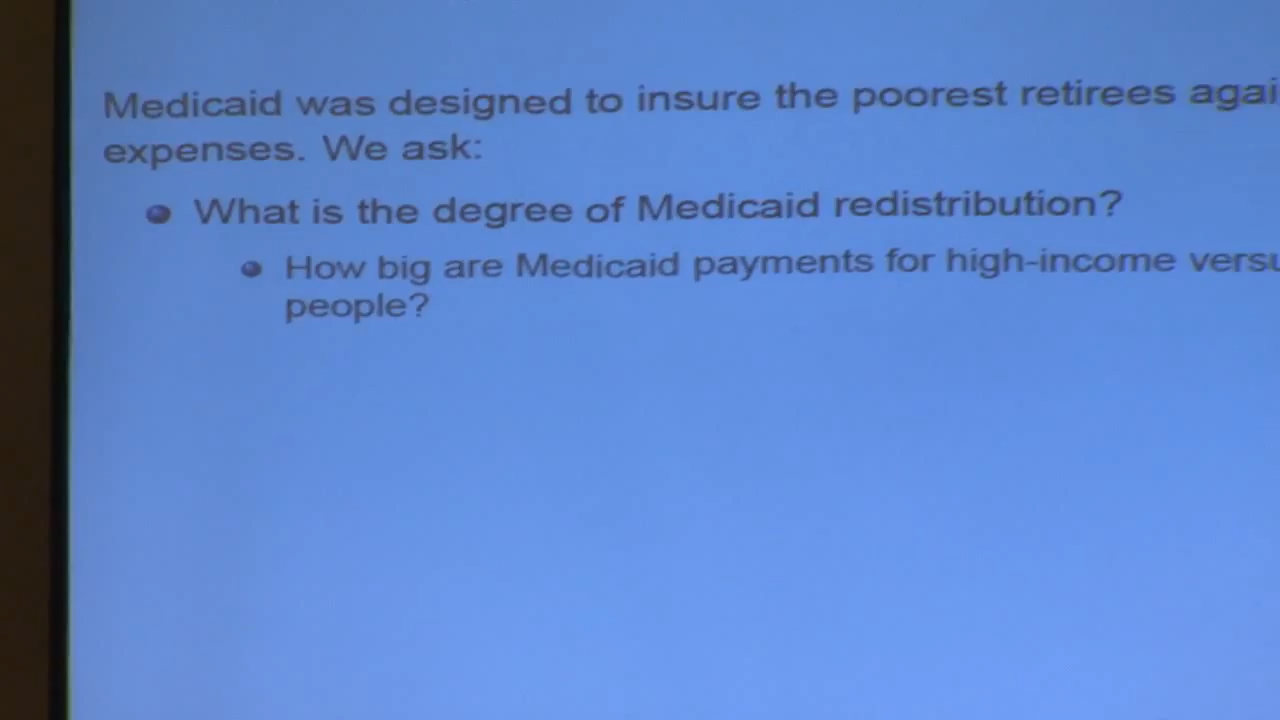 Medicaid was designed to insure the poorest retirees agai
expenses. We ask:
What is the degree of Medicaid redistribution?
How big are Medicaid payments for high-income versu
people?